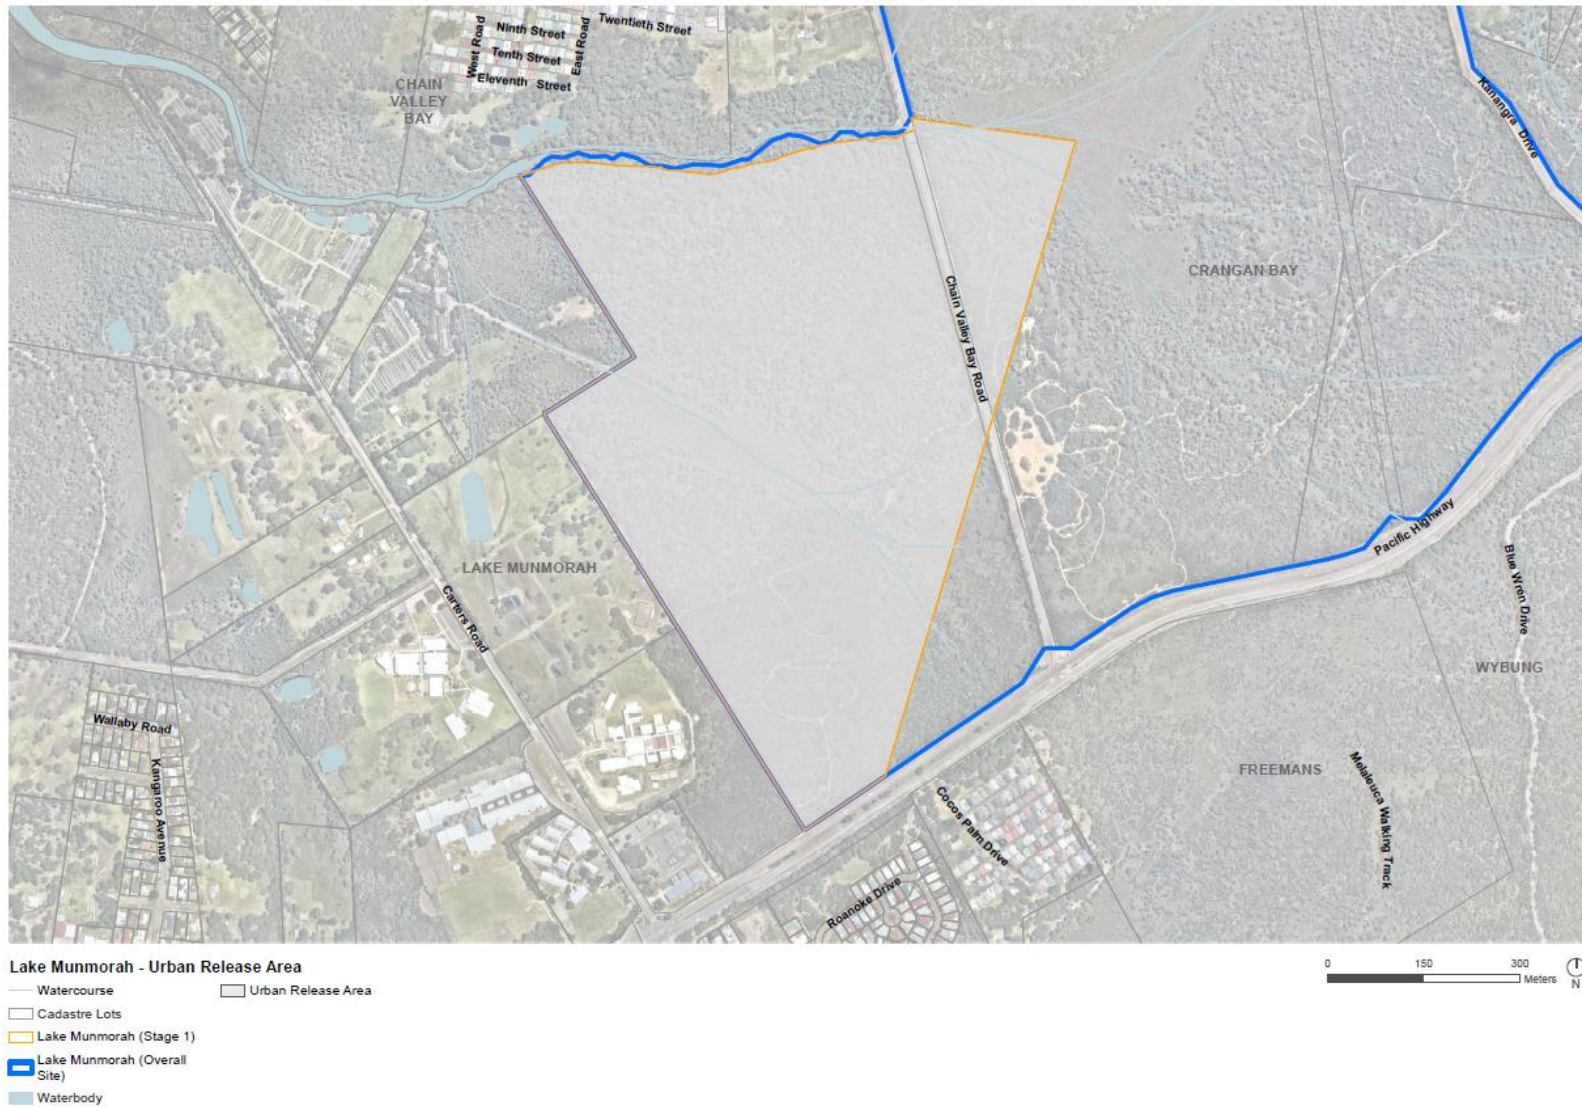 Twentieth Street
Ninth Street
West Road
East Road
Tenth Street
Eleventh Street
CHAIN
VALLEY
BAY
Kanangra Drive
CRANGAN BAY
Chain Valley Bay Road
Pacific Highway
Blue Wren Drive
LAKE MUNMORAH
Carters Road
WYBUNG
Wallaby Road
Kangaroo Avenue
FREEMANS
Melaleuca Walking Track
Cocos Palm Drive
Roanoke Drive
Lake Munmorah - Urban Release Area
Watercourse
Urban Release Area
Cadastre Lots
Lake Munmorah (Stage 1)
Lake Munmorah (Overall
Site)
Waterbody
0 150 300
Meters
N